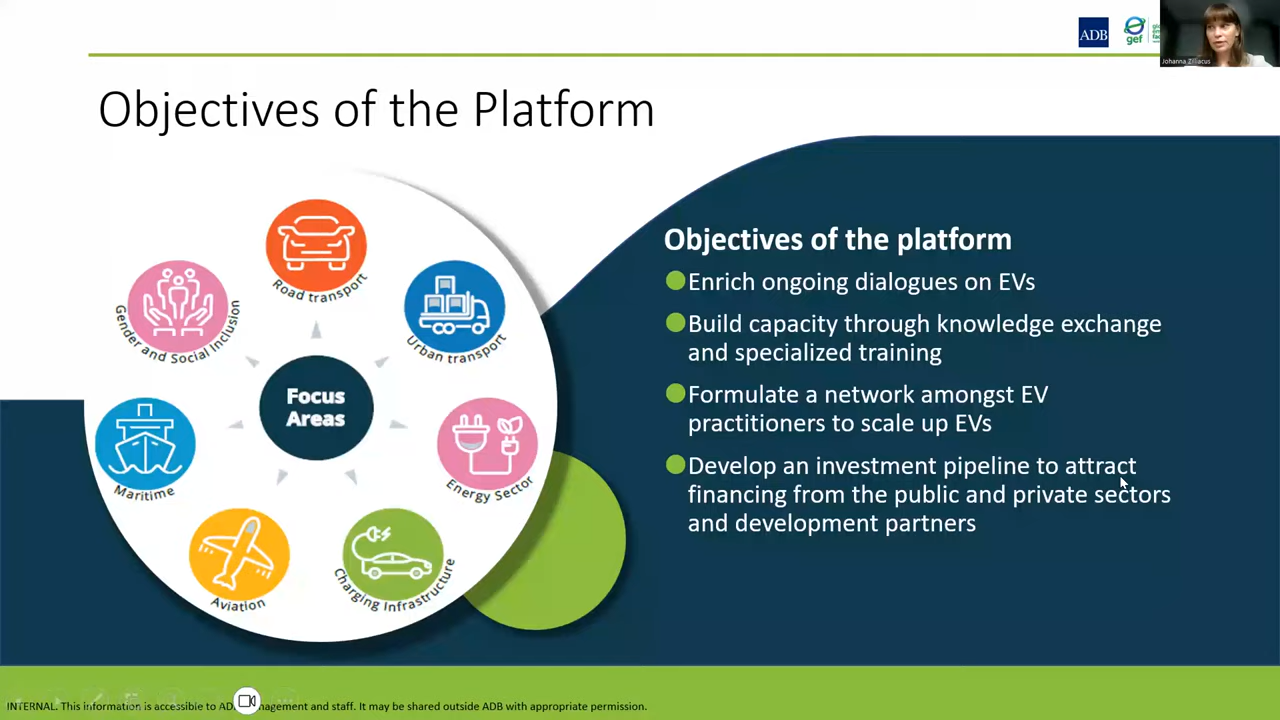 ADB
gef
Johanna Zilliacus
Objectives of the Platform
Road transport
Urban transport
Energy Sector
Charging Infrastructure
Aviation
Maritime
Gender and Social Inclusion
Focus
Areas
Objectives of the platform
Enrich ongoing dialogues on EVs
Build capacity through knowledge exchange
and specialized training
Formulate a network amongst EV
practitioners to scale up EVs
Develop an investment pipeline to attract
financing from the public and private sectors
and development partners
INTERNAL. This information is accessible to ADB Management and staff. It may be shared outside ADB with appropriate permission.